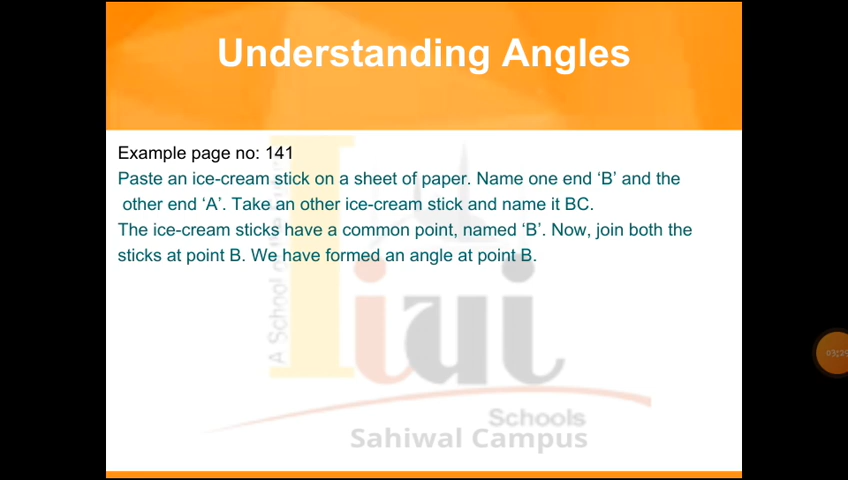 Understanding Angles
Example page no: 141
Paste an ice-cream stick on a sheet of paper. Name one end ‘B’ and the
other end ‘A’. Take an other ice-cream stick and name it BC.
The ice-cream sticks have a common point, named ‘B’. Now, join both the
sticks at point B. We have formed an angle at point B.
iiui
Schools
Sahiwal Campus